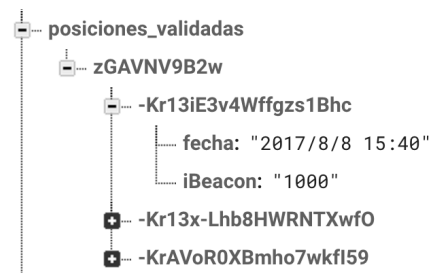 posiciones_validadas
zGAVNV9B2w
-Kr13iE3v4Wffgzs1Bhc
fecha: "2017/8/8 15:40"
iBeacon: "1000"
-Kr13x-Lhb8HWRNTXwfO
-KrAVoR0XBmho7wkfI59